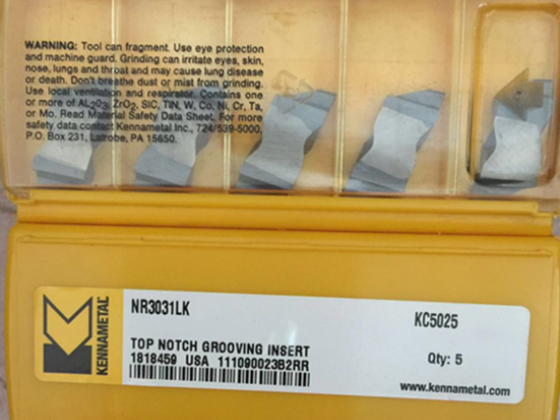 WARNING: Tool can fragment. Use eye protection
and machine guard. Grinding can irritate eyes, skin,
nose, lungs and throat and may cause lung disease
or death. Don't breathe dust or mist from grinding.
Use local ventilation and respirator. Contains one
or more of AL2O3, ZrO2, SiC, TiN, W, Co, Ni, Cr, Ta,
or Mo. Read Material Safety Data Sheet. For more
safety data contact Kennametal Inc., 724/539-5000,
P.O. Box 231, Latrobe, PA 15650.
KENNAMETAL
NR3031LK
KC5025
TOP NOTCH GROOVING INSERT
1818459 USA 111090023B2RR
Qty: 5
www.kennametal.com